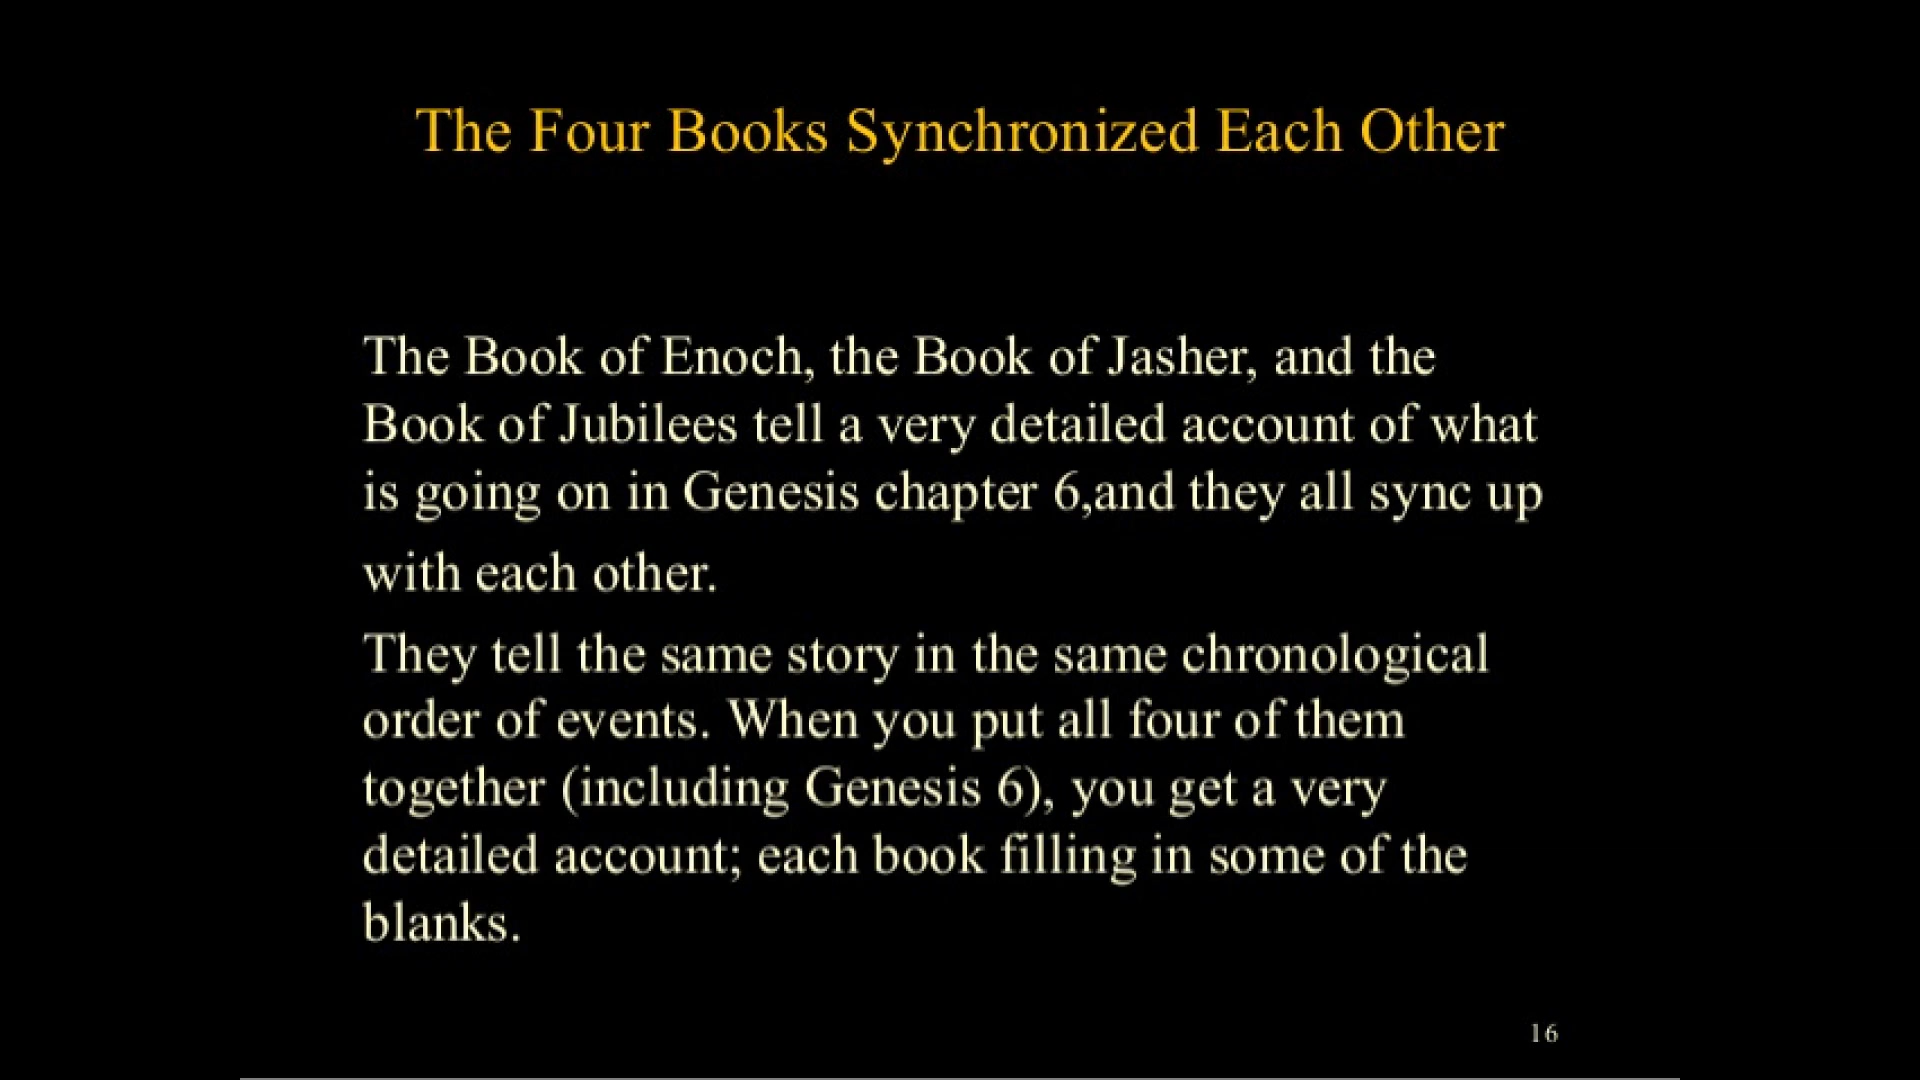 The Four Books Synchronized Each Other
The Book of Enoch, the Book of Jasher, and the
Book of Jubilees tell a very detailed account of what
is going on in Genesis chapter 6,and they all sync up
with each other.
They tell the same story in the same chronological
order of events. When you put all four of them
together (including Genesis 6), you get a very
detailed account; each book filling in some of the
blanks.
16